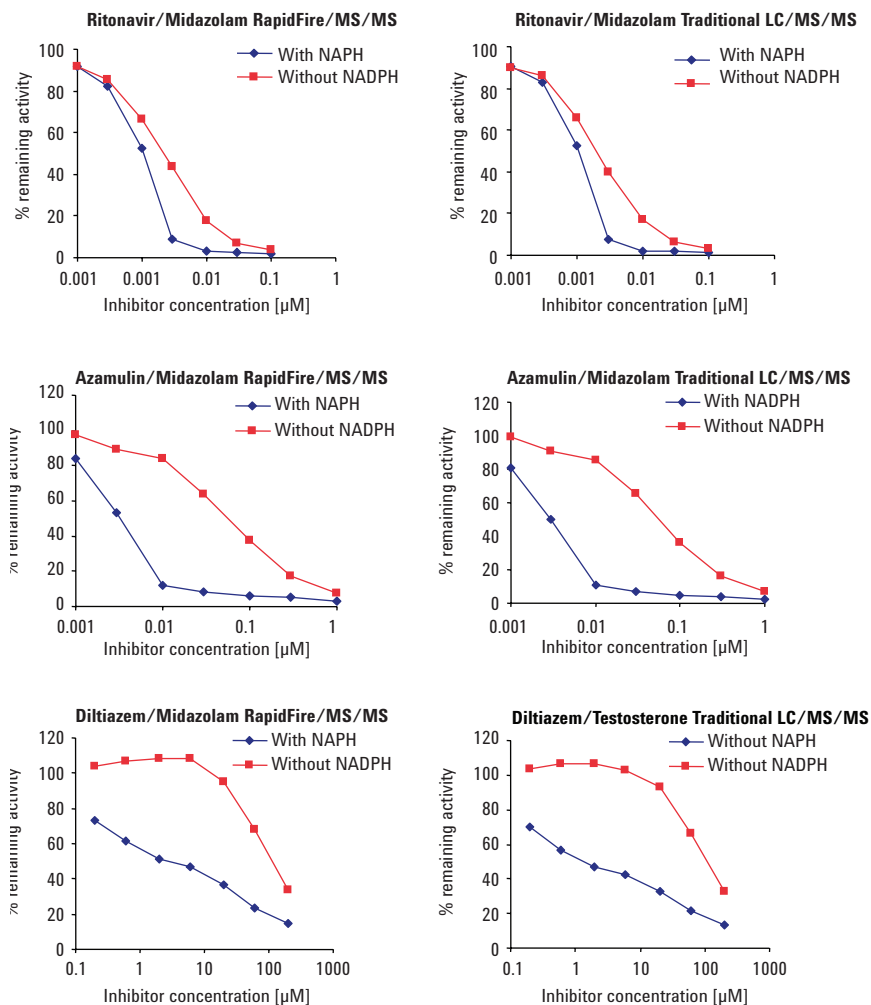 Ritonavir/Midazolam RapidFire/MS/MS
With NAPH
Without NADPH
% remaining activity
100
80
60
40
20
0
0.001 0.001 0.01 0.1 1
Inhibitor concentration [µM]
Ritonavir/Midazolam Traditional LC/MS/MS
With NAPH
Without NADPH
% remaining activity
100
80
60
40
20
0
0.001 0.001 0.01 0.1 1
Inhibitor concentration [µM]
Azamulin/Midazolam RapidFire/MS/MS
With NAPH
Without NADPH
% remaining activity
120
100
80
60
40
20
0
0.001 0.01 0.1 1
Inhibitor concentration [µM]
Azamulin/Midazolam Traditional LC/MS/MS
With NADPH
Without NADPH
% remaining activity
120
100
80
60
40
20
0
0.001 0.01 0.1 1
Inhibitor concentration [µM]
Diltiazem/Midazolam RapidFire/MS/MS
With NAPH
Without NADPH
% remaining activity
120
100
80
60
40
20
0
0.1 1 10 100 1000
Inhibitor concentration [µM]
Diltiazem/Testosterone Traditional LC/MS/MS
Without NAPH
Without NADPH
% remaining activity
120
100
80
60
40
20
0
0.1 1 10 100 1000
Inhibitor concentration [µM]